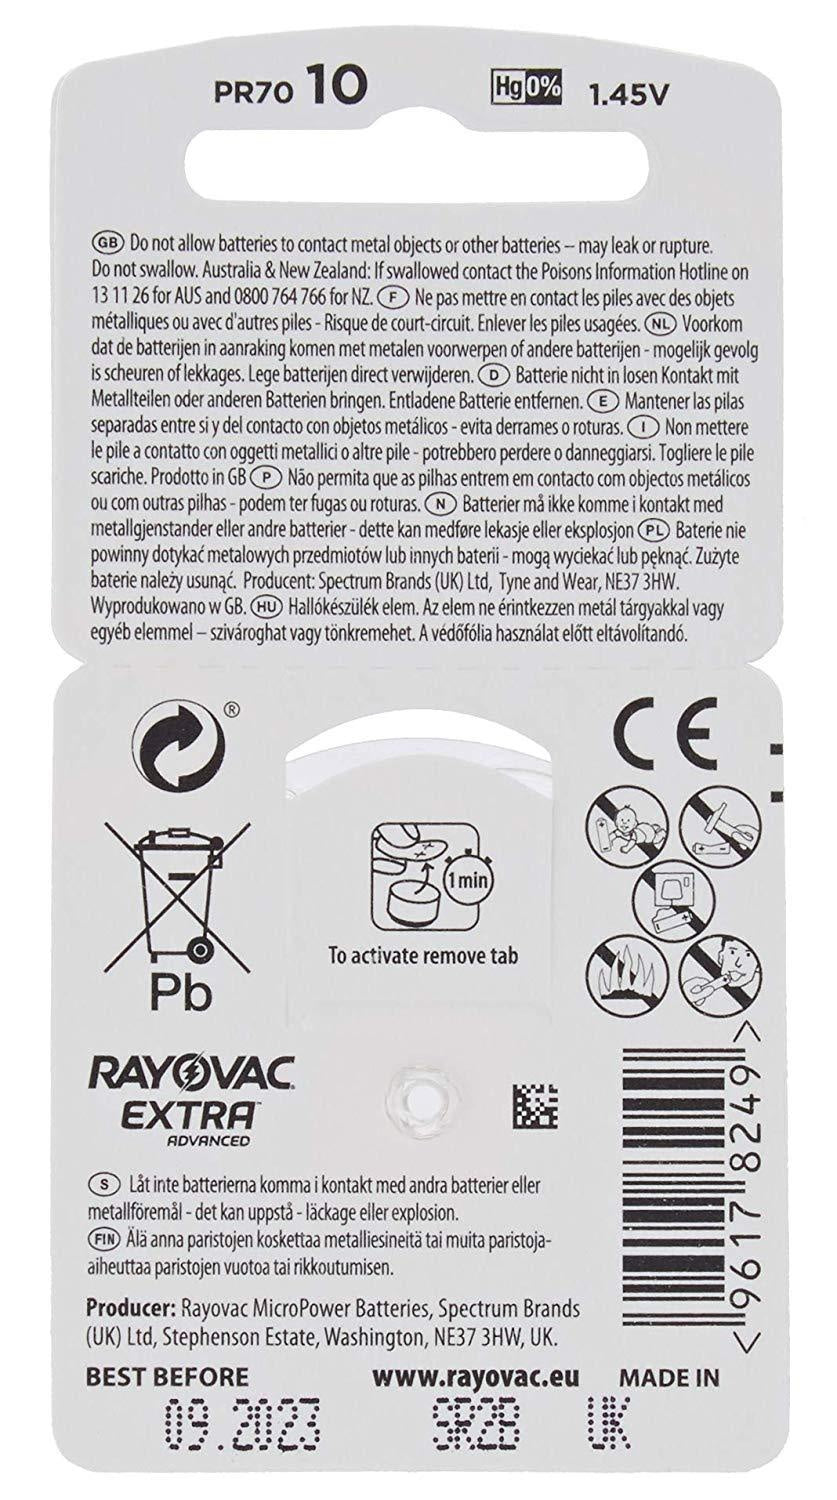 PR70 10 Hg0% 1.45V
GB Do not allow batteries to contact metal objects or other batteries – may leak or rupture.
Do not swallow. Australia & New Zealand: If swallowed contact the Poisons Information Hotline on
13 11 26 for AUS and 0800 764 766 for NZ. F Ne pas mettre en contact les piles avec des objets
métalliques ou avec d'autres piles - Risque de court-circuit. Enlever les piles usagées. NL Voorkom
dat de batterijen in aanraking komen met metalen voorwerpen of andere batterijen - mogelijk gevolg
is scheuren of lekkages. Lege batterijen direct verwijderen. D Batterie nicht in losen Kontakt mit
Metallteilen oder anderen Batterien bringen. Entladene Batterie entfernen. E Mantener las pilas
separadas entre si y del contacto con objetos metálicos - evita derrames o roturas. I Non mettere
le pile a contatto con oggetti metallici o altre pile - potrebbero perdere o danneggiarsi. Togliere le pile
scariche. Prodotto in GB P Não permita que as pilhas entrem em contacto com objectos metálicos
ou com outras pilhas - podem ter fugas ou roturas. N Batterier må ikke komme i kontakt med
metallgjenstander eller andre batterier - dette kan medføre lekasje eller eksplosjon PL Baterie nie
powinny dotykać metalowych przedmiotów lub innych baterii - mogą wyciekać lub pęknąć. Zużyte
baterie należy usunąć. Producent: Spectrum Brands (UK) Ltd, Tyne and Wear, NE37 3HW.
Wyprodukowano w GB. HU Hallókészülék elem. Az elem ne érintkezzen metál tárgyakkal vagy
egyéb elemmel – szivároghat vagy tönkremehet. A védőfólia használat előtt eltávolítandó.
®
CE
1 min
To activate remove tab
Pb
RAYOVAC
EXTRA™
ADVANCED
S Låt inte batterierna komma i kontakt med andra batterier eller
metallföremål - det kan uppstå - läckage eller explosion.
FIN Älä anna paristojen koskettaa metalliesineitä tai muita paristoja-
aiheuttaa paristojen vuotoa tai rikkoutumisen.
Producer: Rayovac MicroPower Batteries, Spectrum Brands
(UK) Ltd, Stephenson Estate, Washington, NE37 3HW, UK.
<9617 8249>
BEST BEFORE www.rayovac.eu MADE IN
09.2023 SR2B UK